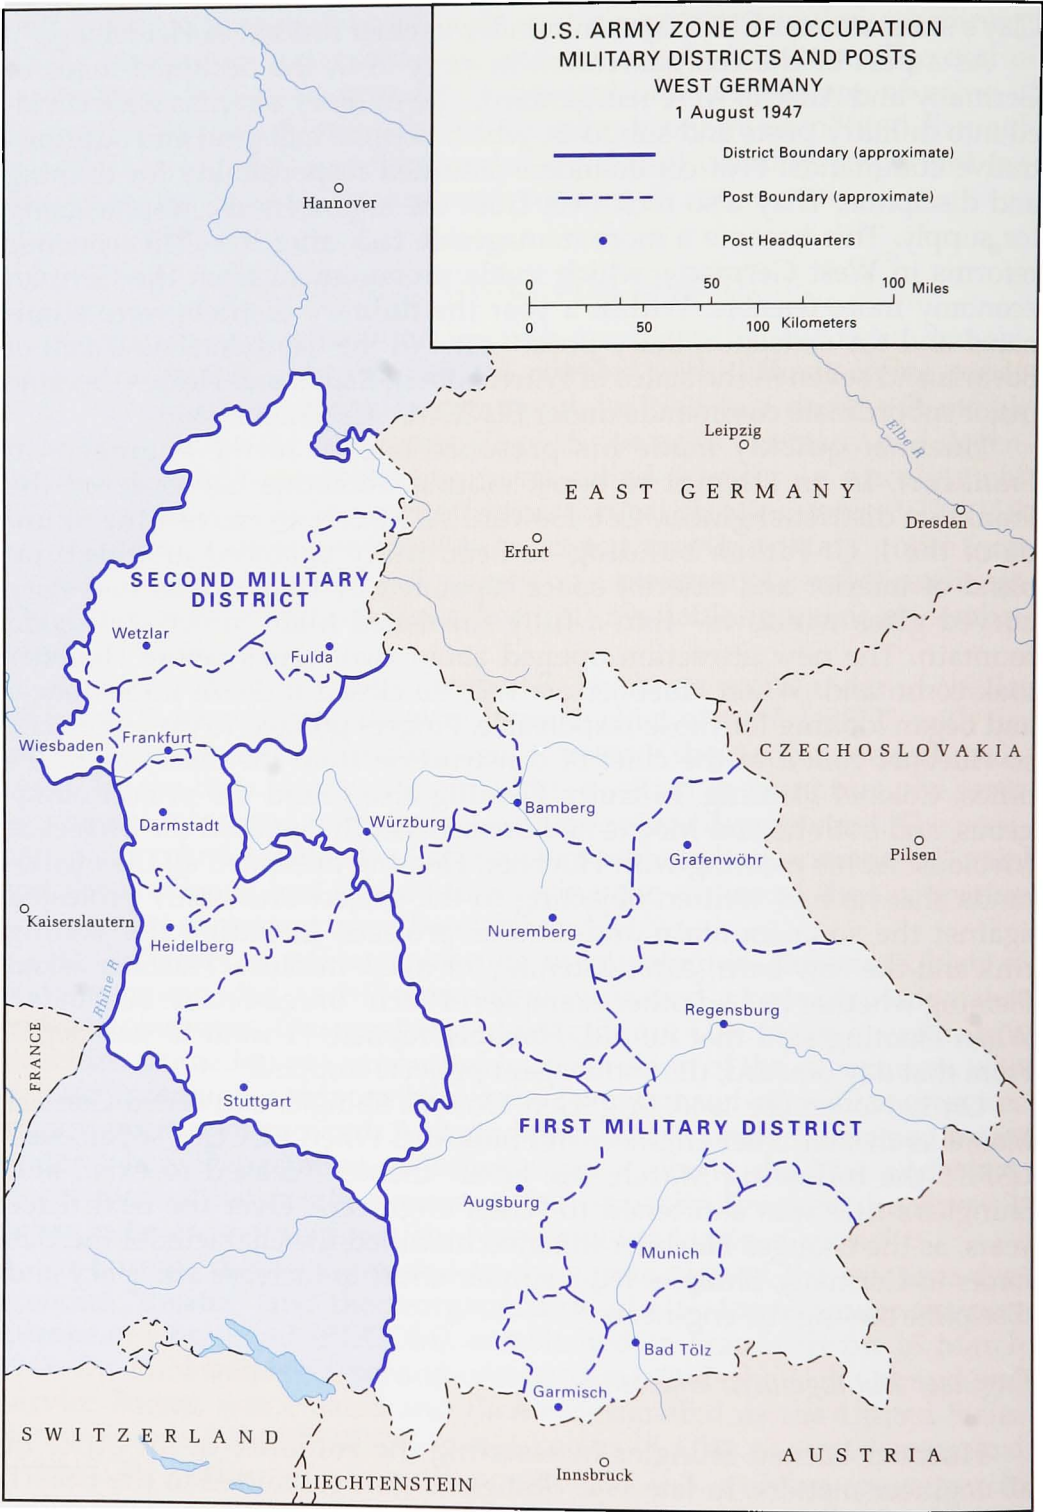 U.S. ARMY ZONE OF OCCUPATION
MILITARY DISTRICTS AND POSTS
WEST GERMANY
1 August 1947
District Boundary (approximate)
Post Boundary (approximate)
Post Headquarters
0 50 100 Miles
0 50 100 Kilometers
Hannover
Leipzig
Elbe R
EAST GERMANY
Dresden
Erfurt
SECOND MILITARY
DISTRICT
Wetzlar
Fulda
Wiesbaden
Frankfurt
CZECHOSLOVAKIA
Darmstadt
Würzburg
Bamberg
Grafenwöhr
Pilsen
Kaiserslautern
Heidelberg
Nuremberg
Rhine R
Regensburg
FRANCE
Stuttgart
FIRST MILITARY DISTRICT
Augsburg
Munich
Bad Tölz
Garmisch
SWITZERLAND
LIECHTENSTEIN
Innsbruck
AUSTRIA